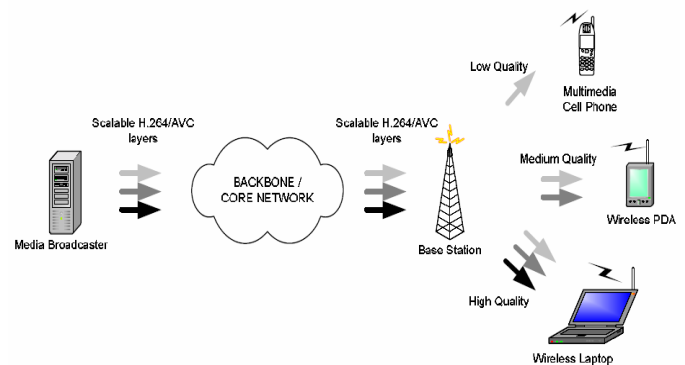 Low Quality
Multimedia
Cell Phone
Scalable H.264/AVC
layers
Scalable H.264/AVC
layers
BACKBONE /
CORE NETWORK
Medium Quality
Media Broadcaster
Base Station
Wireless PDA
High Quality
Wireless Laptop